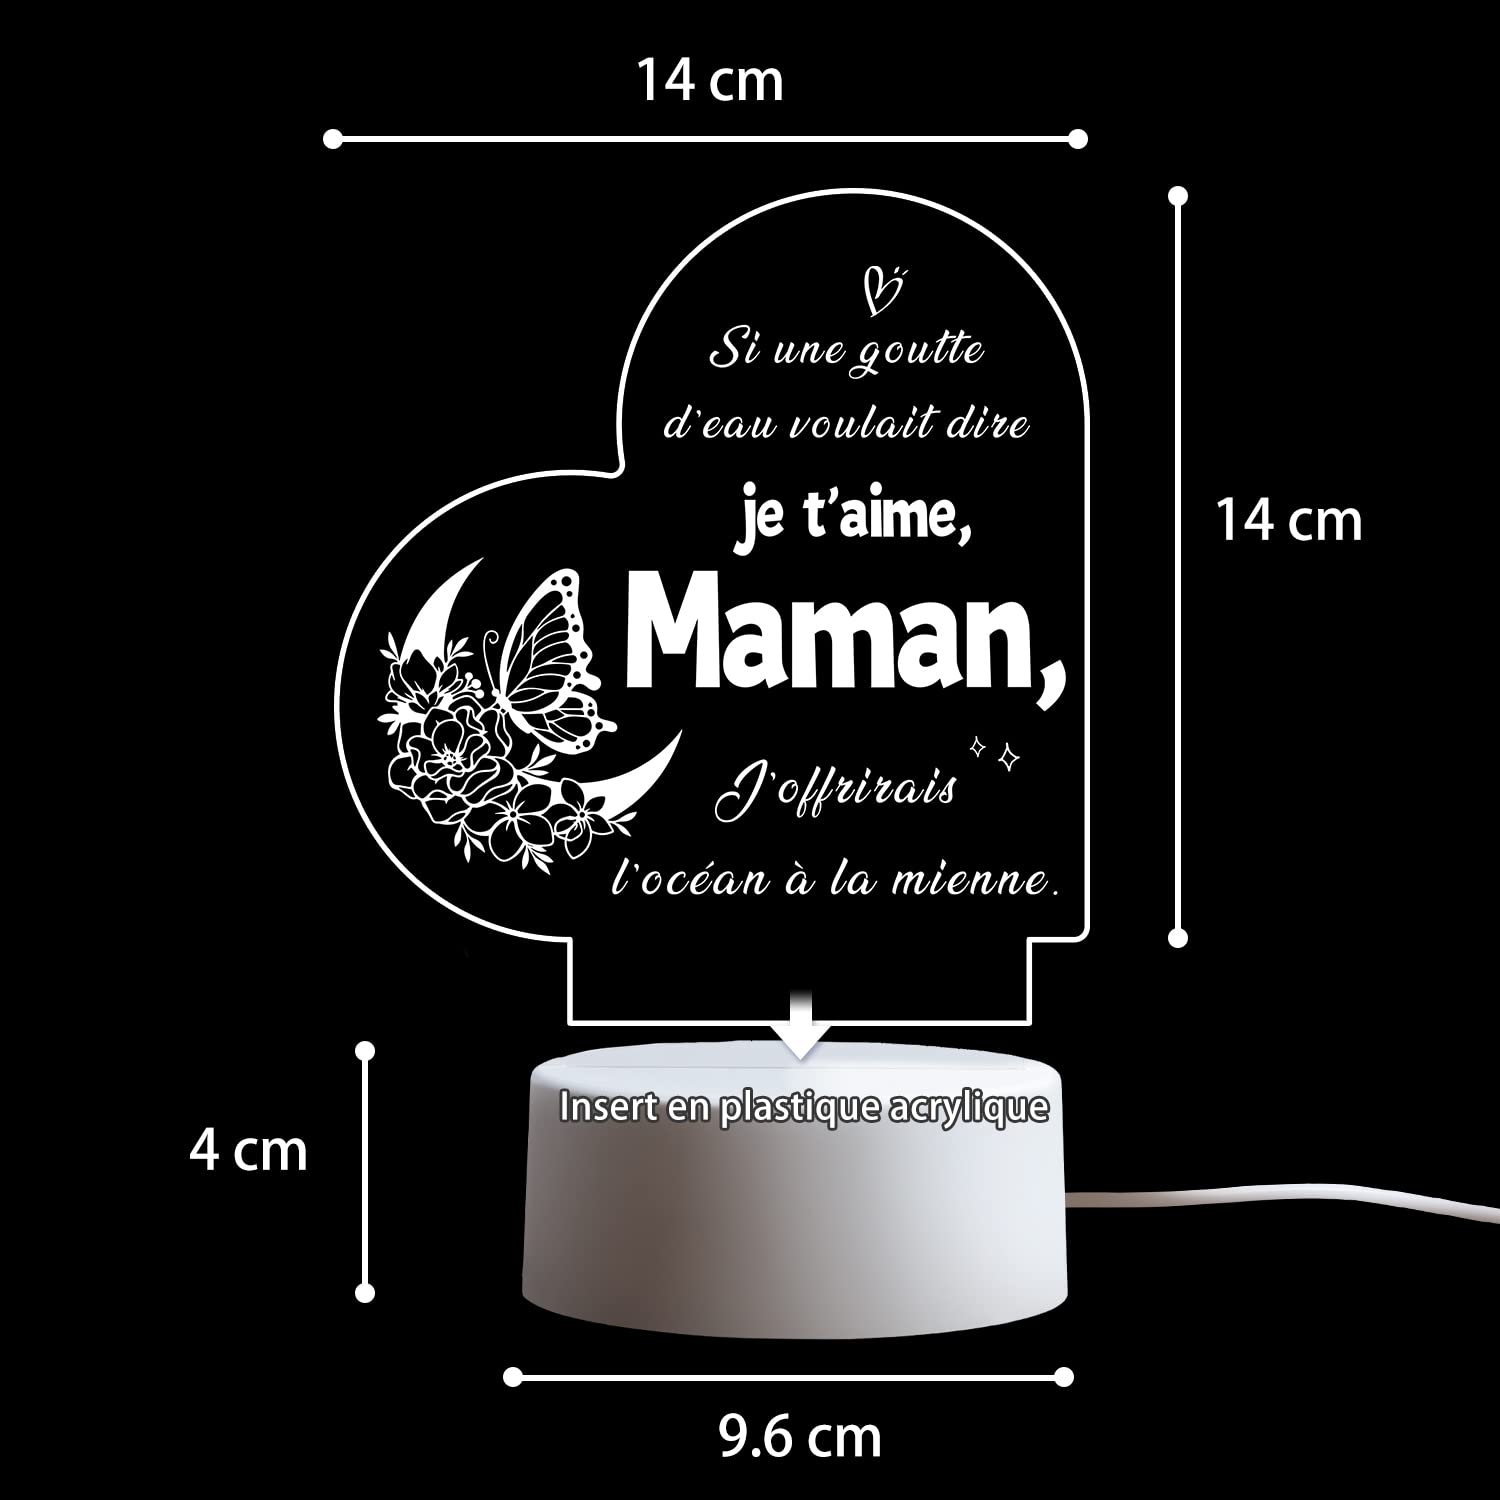 14 cm
Si une goutte
d'eau voulait dire
je t'aime,
14 cm
Maman,
J'offrirais
l'océan à la mienne.
Insert en plastique acrylique
4 cm
9.6 cm